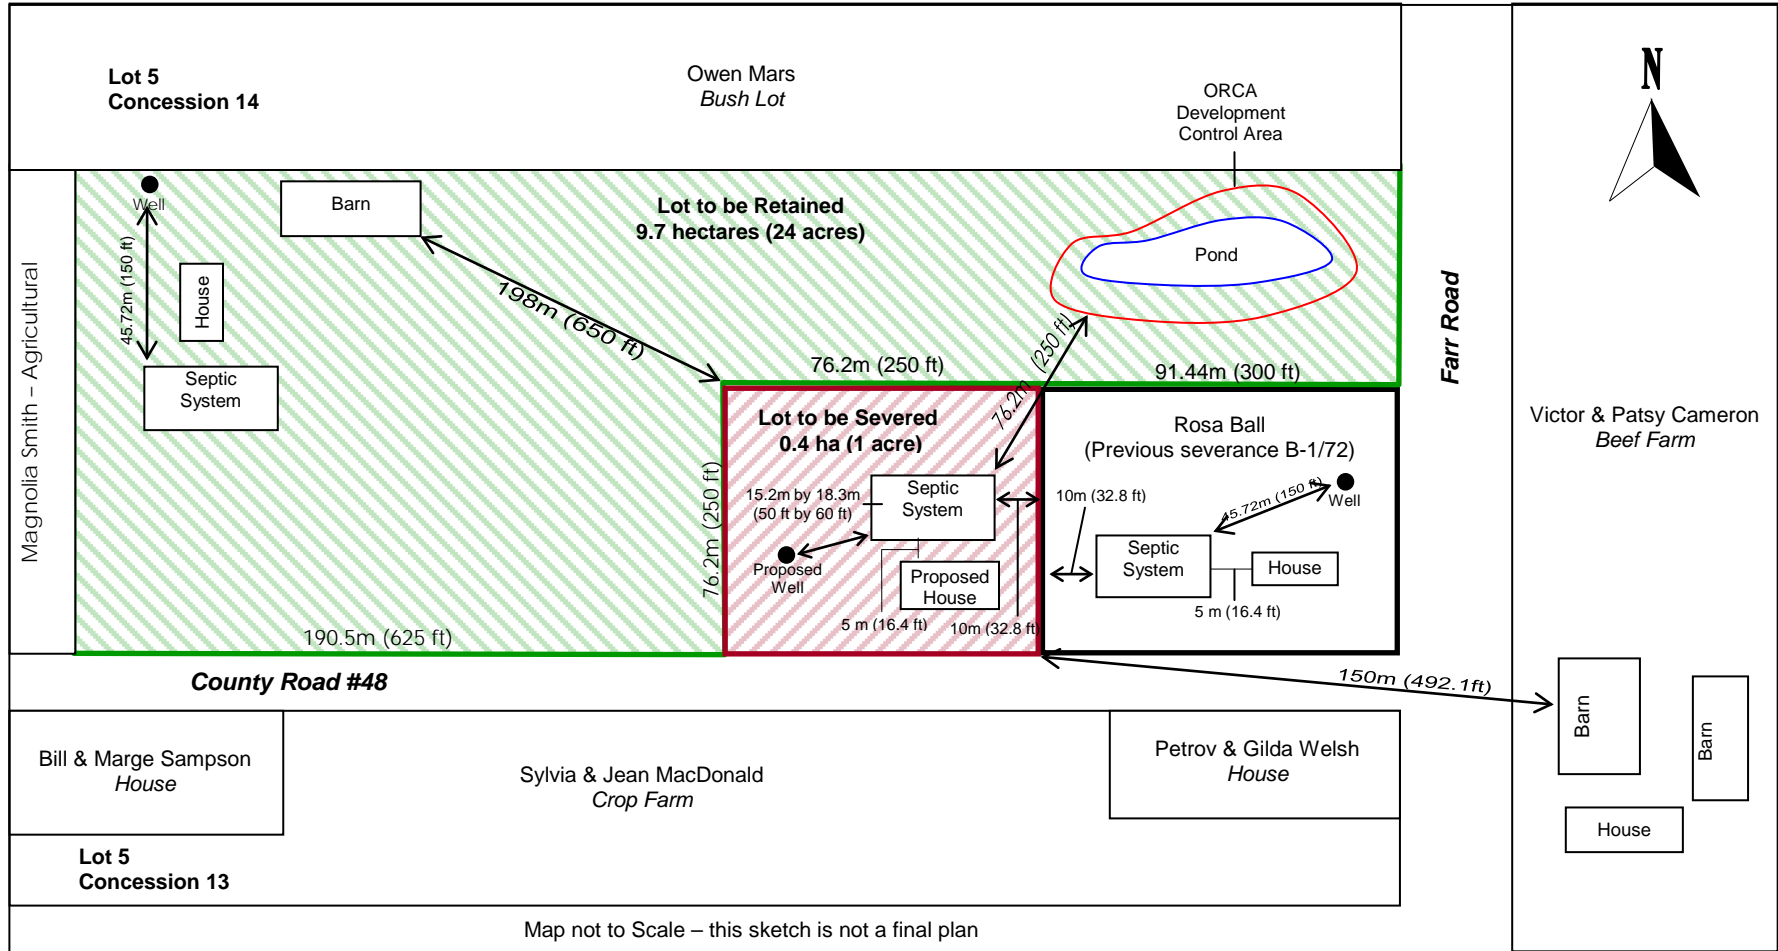 Lot 5
Concession 14
Owen Mars
Bush Lot
ORCA
Development
Control Area
N
Well
Barn
Lot to be Retained
9.7 hectares (24 acres)
Pond
Magnolia Smith – Agricultural
45.72m (150 ft)
House
198m (650 ft)
Septic
System
76.2m (250 ft)
76.2m (250 ft)
91.44m (300 ft)
Farr Road
Lot to be Severed
0.4 ha (1 acre)
Rosa Ball
(Previous severance B-1/72)
Victor & Patsy Cameron
Beef Farm
76.2m (250 ft)
15.2m by 18.3m
(50 ft by 60 ft)
Septic
System
10m (32.8 ft)
45.72m (150 ft)
Well
Proposed
Well
Proposed
House
Septic
System
House
5 m (16.4 ft)
10m (32.8 ft)
5 m (16.4 ft)
190.5m (625 ft)
County Road #48
150m (492.1ft)
Barn
Barn
House
Bill & Marge Sampson
House
Sylvia & Jean MacDonald
Crop Farm
Petrov & Gilda Welsh
House
Lot 5
Concession 13
Map not to Scale – this sketch is not a final plan